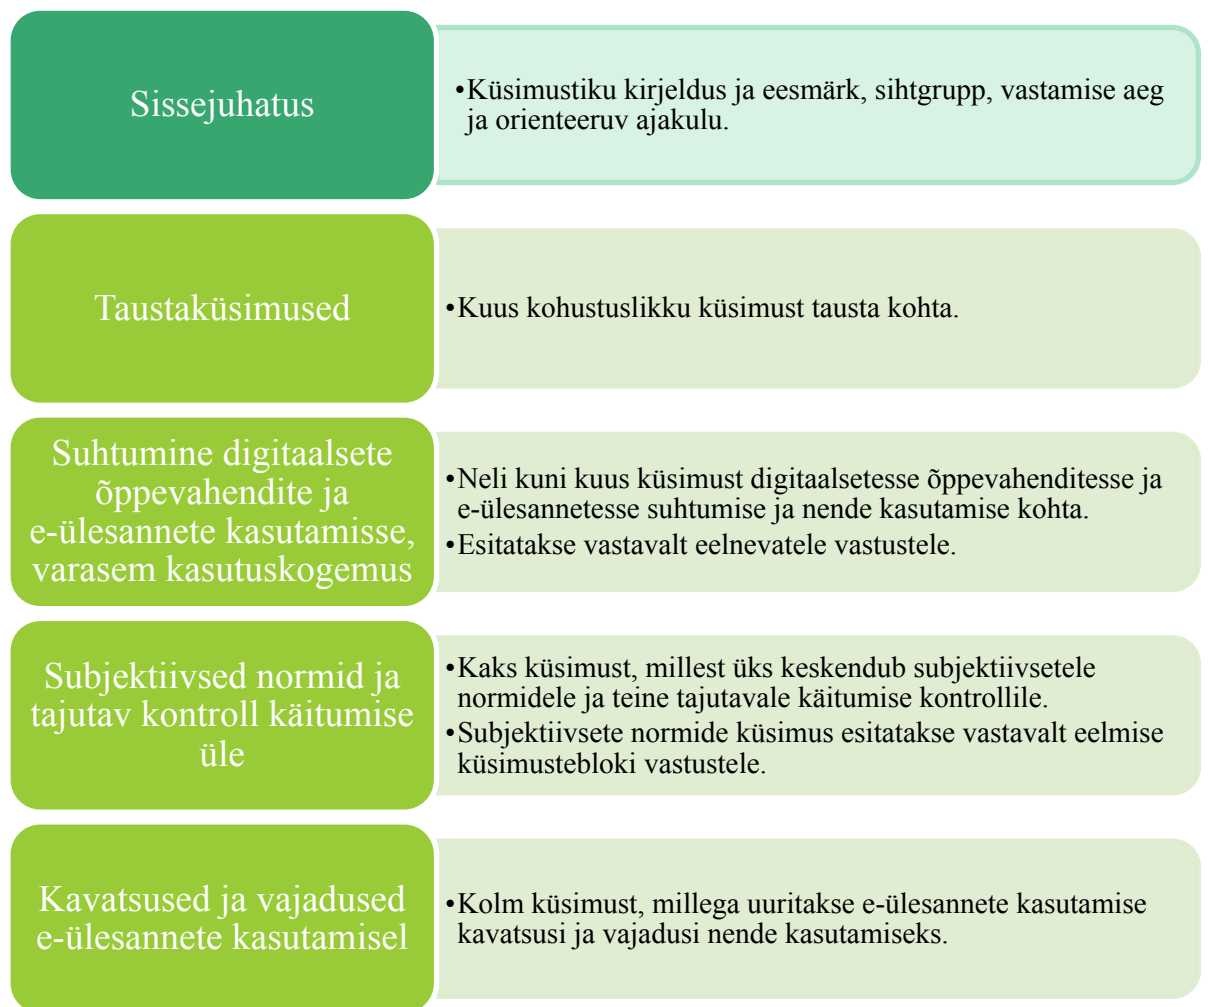 Sissejuhatus
•Küsimustiku kirjeldus ja eesmärk, sihtgrupp, vastamise aeg
ja orienteeruv ajakulu.
Taustaküsimused
•Kuus kohustuslikku küsimust tausta kohta.
Suhtumine digitaalsete
õppevahendite ja
e-ülesannete kasutamisse,
varasem kasutuskogemus
•Neli kuni kuus küsimust digitaalsetesse õppevahenditesse ja
e-ülesannetesse suhtumise ja nende kasutamise kohta.
•Esitatakse vastavalt eelnevatele vastustele.
Subjektiivsed normid ja
tajutav kontroll käitumise
üle
•Kaks küsimust, millest üks keskendub subjektiivsetele
normidele ja teine tajutavale käitumise kontrollile.
•Subjektiivsete normide küsimus esitatakse vastavalt eelmise
küsimustebloki vastustele.
Kavatsused ja vajadused
e-ülesannete kasutamisel
•Kolm küsimust, millega uuritakse e-ülesannete kasutamise
kavatsusi ja vajadusi nende kasutamiseks.